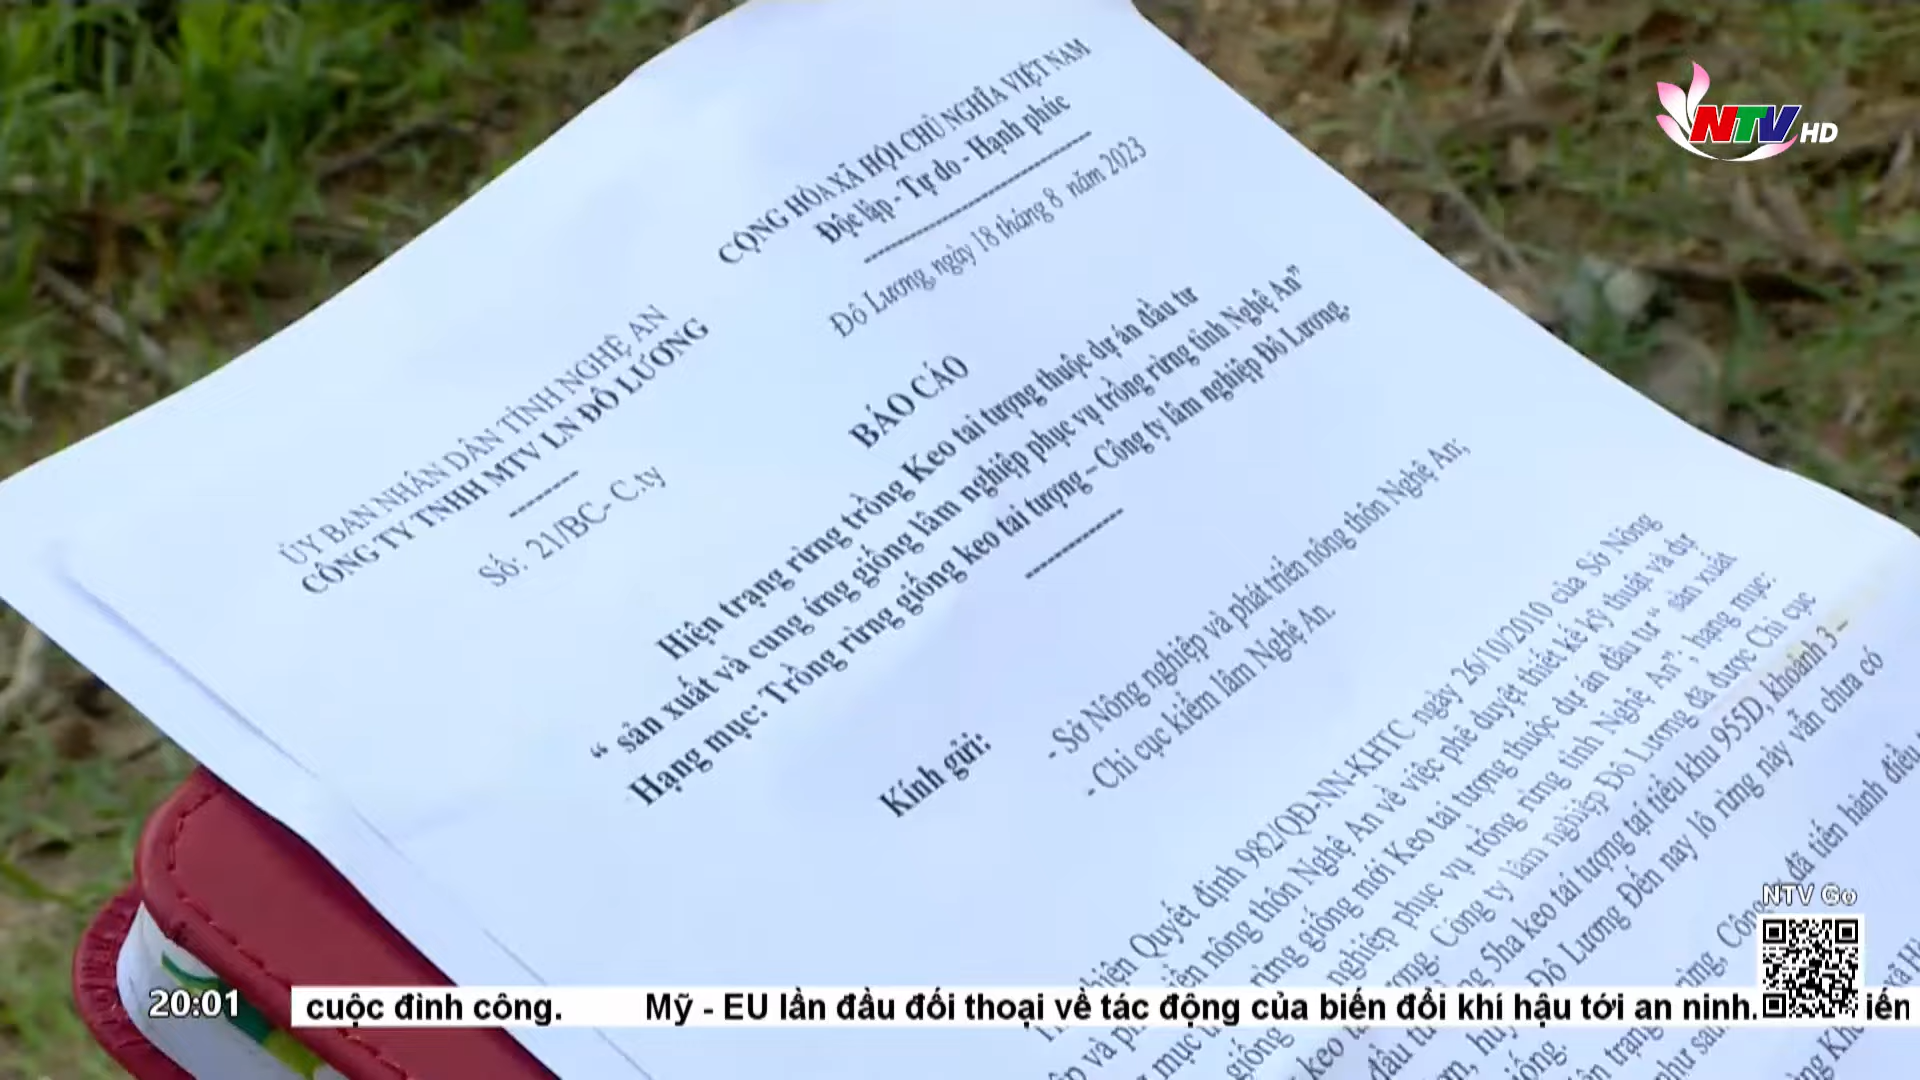 NTV HD
CỘNG HÒA XÃ HỘI CHỦ NGHĨA VIỆT NAM
Độc lập - Tự do - Hạnh phúc
Đô Lương, ngày 18 tháng 8 năm 2023
ỦY BAN NHÂN DÂN TỈNH NGHỆ AN
CÔNG TY TNHH MTV LN ĐÔ LƯƠNG
Số: 21/BC- C.ty
BÁO CÁO
Hiện trạng rừng trồng Keo tai tượng thuộc dự án đầu tư
“ sản xuất và cung ứng giống lâm nghiệp phục vụ trồng rừng tỉnh Nghệ An”
Hạng mục: Trồng rừng giống keo tai tượng – Công ty lâm nghiệp Đô Lương.
Kính gửi:
- Sở Nông nghiệp và phát triển nông thôn Nghệ An;
- Chi cục kiểm lâm Nghệ An.
Quyết định 982/QĐ-NN-KHTC ngày 26/10/2010 của Sở Nông
nông thôn Nghệ An về việc phê duyệt thiết kế kỹ thuật và dự
rừng giống mới Keo tai tượng thuộc dự án đầu tư “ sản xuất
nghiệp phục vụ trồng rừng tỉnh Nghệ An”; hạng mục:
Công ty lâm nghiệp Đô Lương đã được Chi cục
5ha keo tai tượng tại tiểu khu 955D, khoảnh 3 –
Đô Lương Đến nay lô rừng này vẫn chưa có
đã tiến hành điều
NTV Go
20:01
cuộc đình công. Mỹ - EU lần đầu đối thoại về tác động của biến đổi khí hậu tới an ninh.